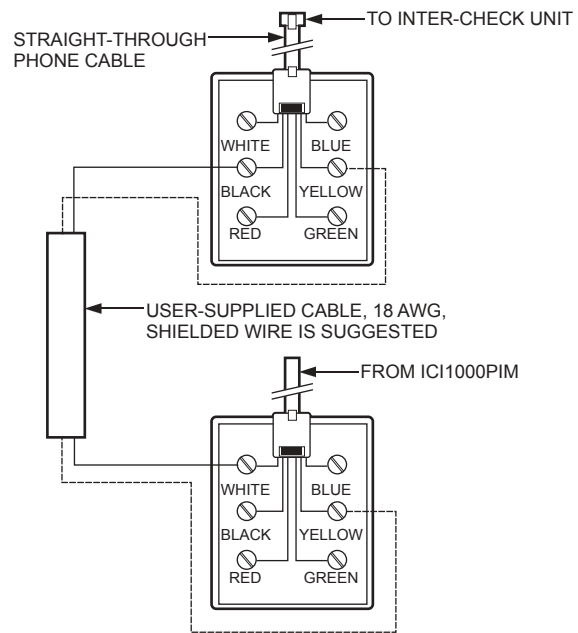 TO INTER-CHECK UNIT
STRAIGHT-THROUGH
PHONE CABLE
WHITE
BLUE
BLACK
YELLOW
RED
GREEN
USER-SUPPLIED CABLE, 18 AWG,
SHIELDED WIRE IS SUGGESTED
FROM ICI1000PIM
WHITE
BLUE
BLACK
YELLOW
RED
GREEN